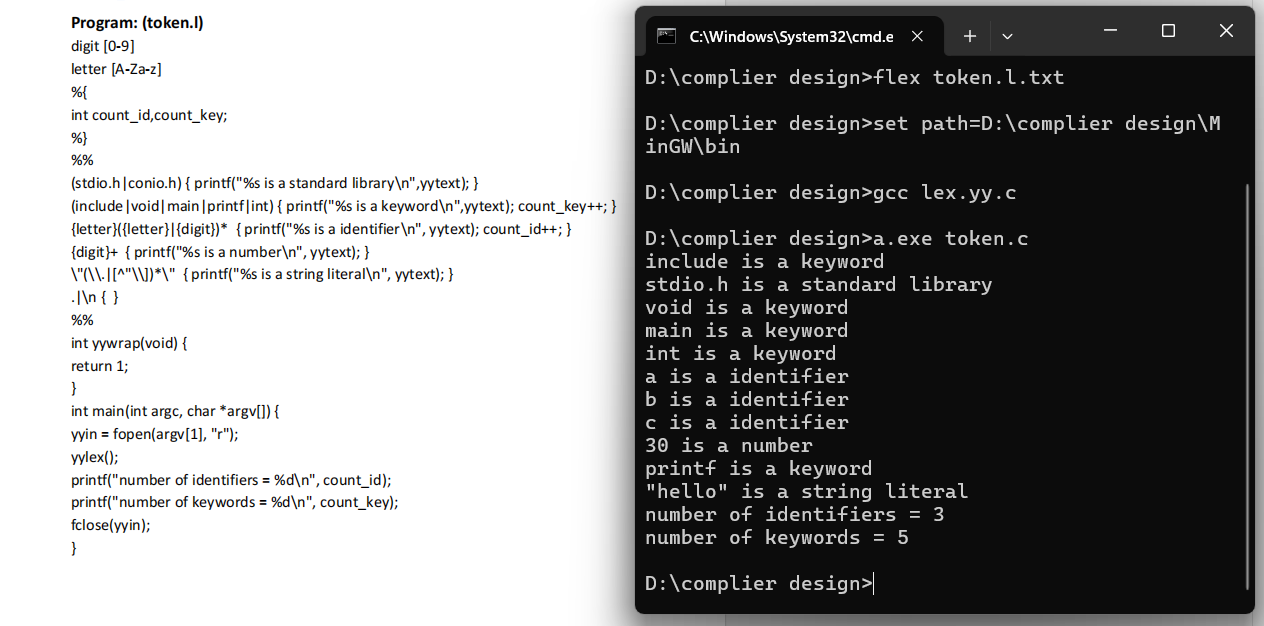 Program: (token.l)
digit [0-9]
letter [A-Za-z]
%{
int count_id,count_key;
%}
%%
(stdio.h|conio.h) { printf("%s is a standard library\n",yytext); }
(include|void|main|printf|int) { printf("%s is a keyword\n",yytext); count_key++; }
{letter}({letter}|{digit})* { printf("%s is a identifier\n", yytext); count_id++; }
{digit}+ { printf("%s is a number\n", yytext); }
\"(\\.|[^"\\])*\" { printf("%s is a string literal\n", yytext); }
.|\n { }
%%
int yywrap(void) {
return 1;
}
int main(int argc, char *argv[]) {
yyin = fopen(argv[1], "r");
yylex();
printf("number of identifiers = %d\n", count_id);
printf("number of keywords = %d\n", count_key);
fclose(yyin);
}
C:\Windows\System32\cmd.e
D:\complier design>flex token.l.txt
D:\complier design>set path=D:\complier design\M
inGW\bin
D:\complier design>gcc lex.yy.c
D:\complier design>a.exe token.c
include is a keyword
stdio.h is a standard library
void is a keyword
main is a keyword
int is a keyword
a is a identifier
b is a identifier
c is a identifier
30 is a number
printf is a keyword
"hello" is a string literal
number of identifiers = 3
number of keywords = 5
D:\complier design>